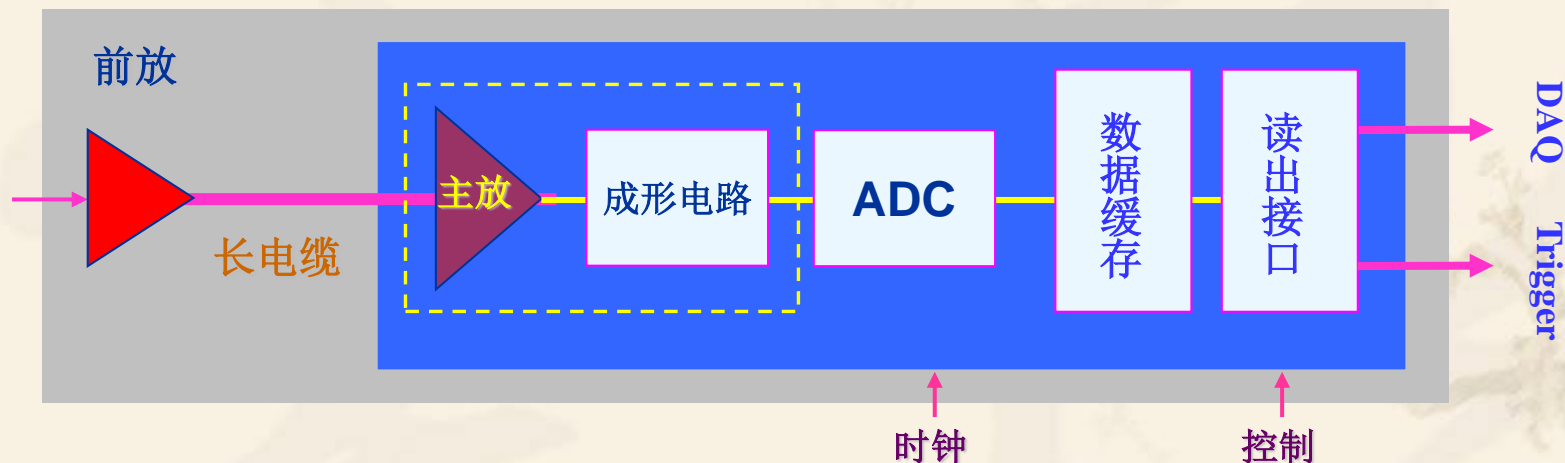 前放
长电缆
主放
成形电路
ADC
数据缓存
读出接口
DAQ
Trigger
时钟
控制